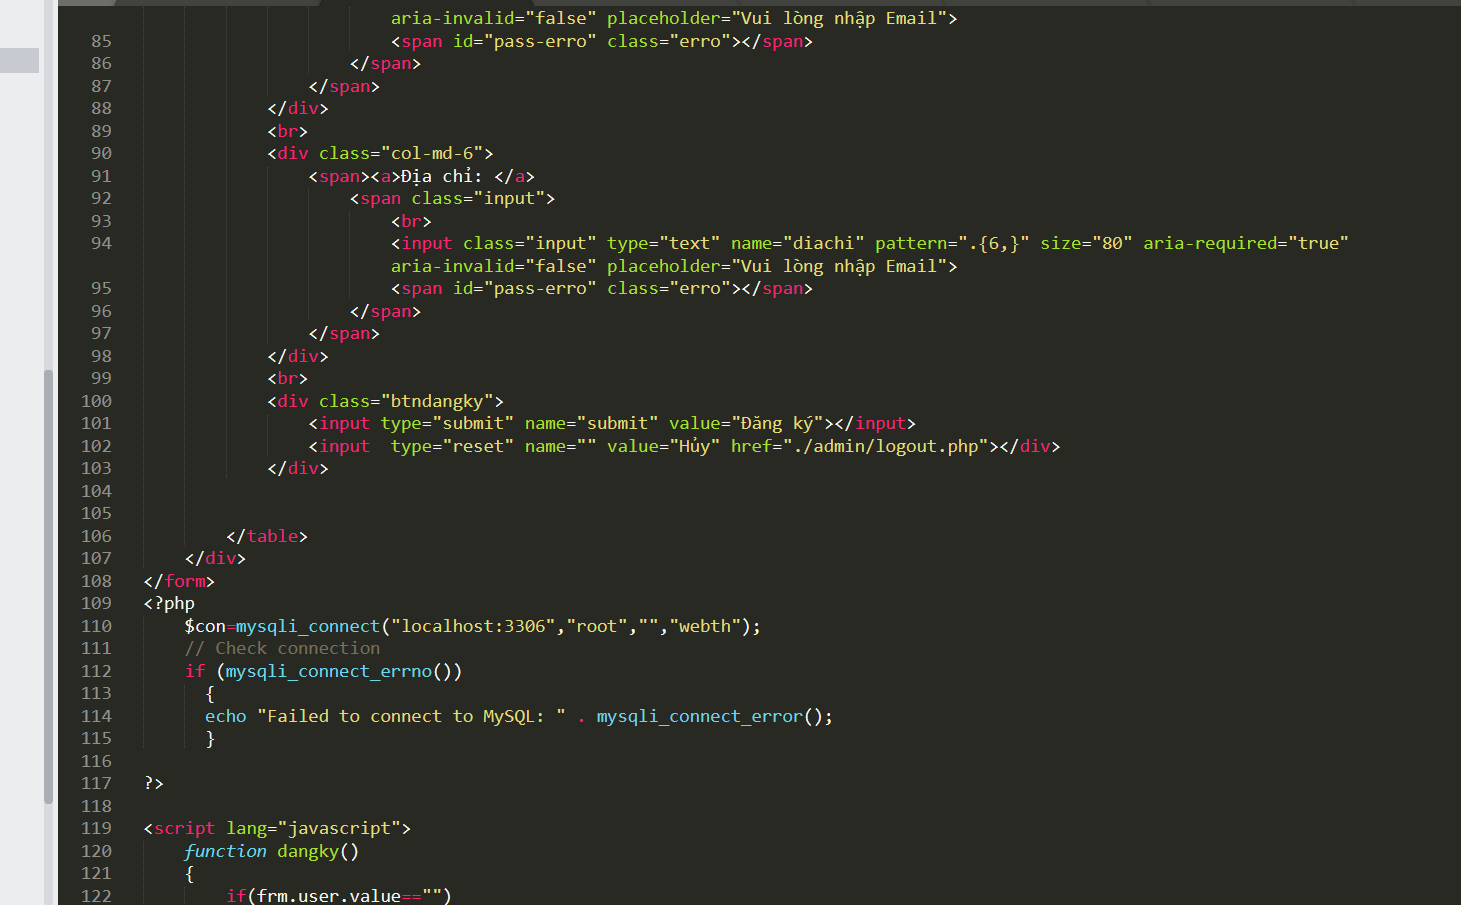 aria-invalid="false" placeholder="Vui lòng nhập Email">
85 <span id="pass-erro" class="erro"></span>
86 </span>
87 </span>
88 </div>
89 <br>
90 <div class="col-md-6">
91 <span><a>Địa chỉ: </a>
92 <span class="input">
93 <br>
94 <input class="input" type="text" name="diachi" pattern=".{6,}" size="80" aria-required="true"
aria-invalid="false" placeholder="Vui lòng nhập Email">
95 <span id="pass-erro" class="erro"></span>
96 </span>
97 </span>
98 </div>
99 <br>
100 <div class="btndangky">
101 <input type="submit" name="submit" value="Đăng ký"></input>
102 <input  type="reset" name="" value="Hủy" href="./admin/logout.php"></div>
103 </div>
104
105
106 </table>
107 </div>
108 </form>
109 <?php
110 $con=mysqli_connect("localhost:3306","root","","webth");
111 // Check connection
112 if (mysqli_connect_errno())
113 {
114 echo "Failed to connect to MySQL: " . mysqli_connect_error();
115 }
116
117 ?>
118
119 <script lang="javascript">
120 function dangky()
121 {
122 if(frm.user.value=="")